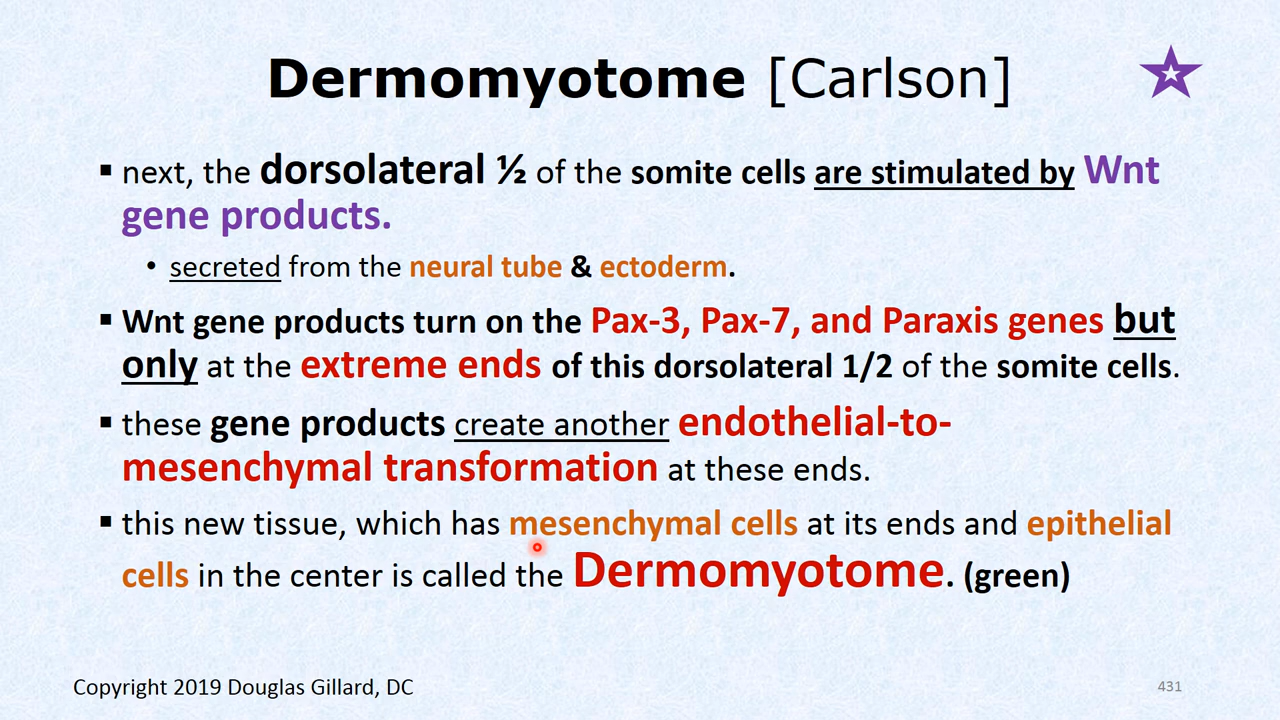 Dermomyotome [Carlson]
▪ next, the dorsolateral ½ of the somite cells are stimulated by Wnt
gene products.
• secreted from the neural tube & ectoderm.
▪ Wnt gene products turn on the Pax-3, Pax-7, and Paraxis genes but
only at the extreme ends of this dorsolateral 1/2 of the somite cells.
▪ these gene products create another endothelial-to-
mesenchymal transformation at these ends.
▪ this new tissue, which has mesenchymal cells at its ends and epithelial
cells in the center is called the Dermomyotome. (green)
Copyright 2019 Douglas Gillard, DC
431